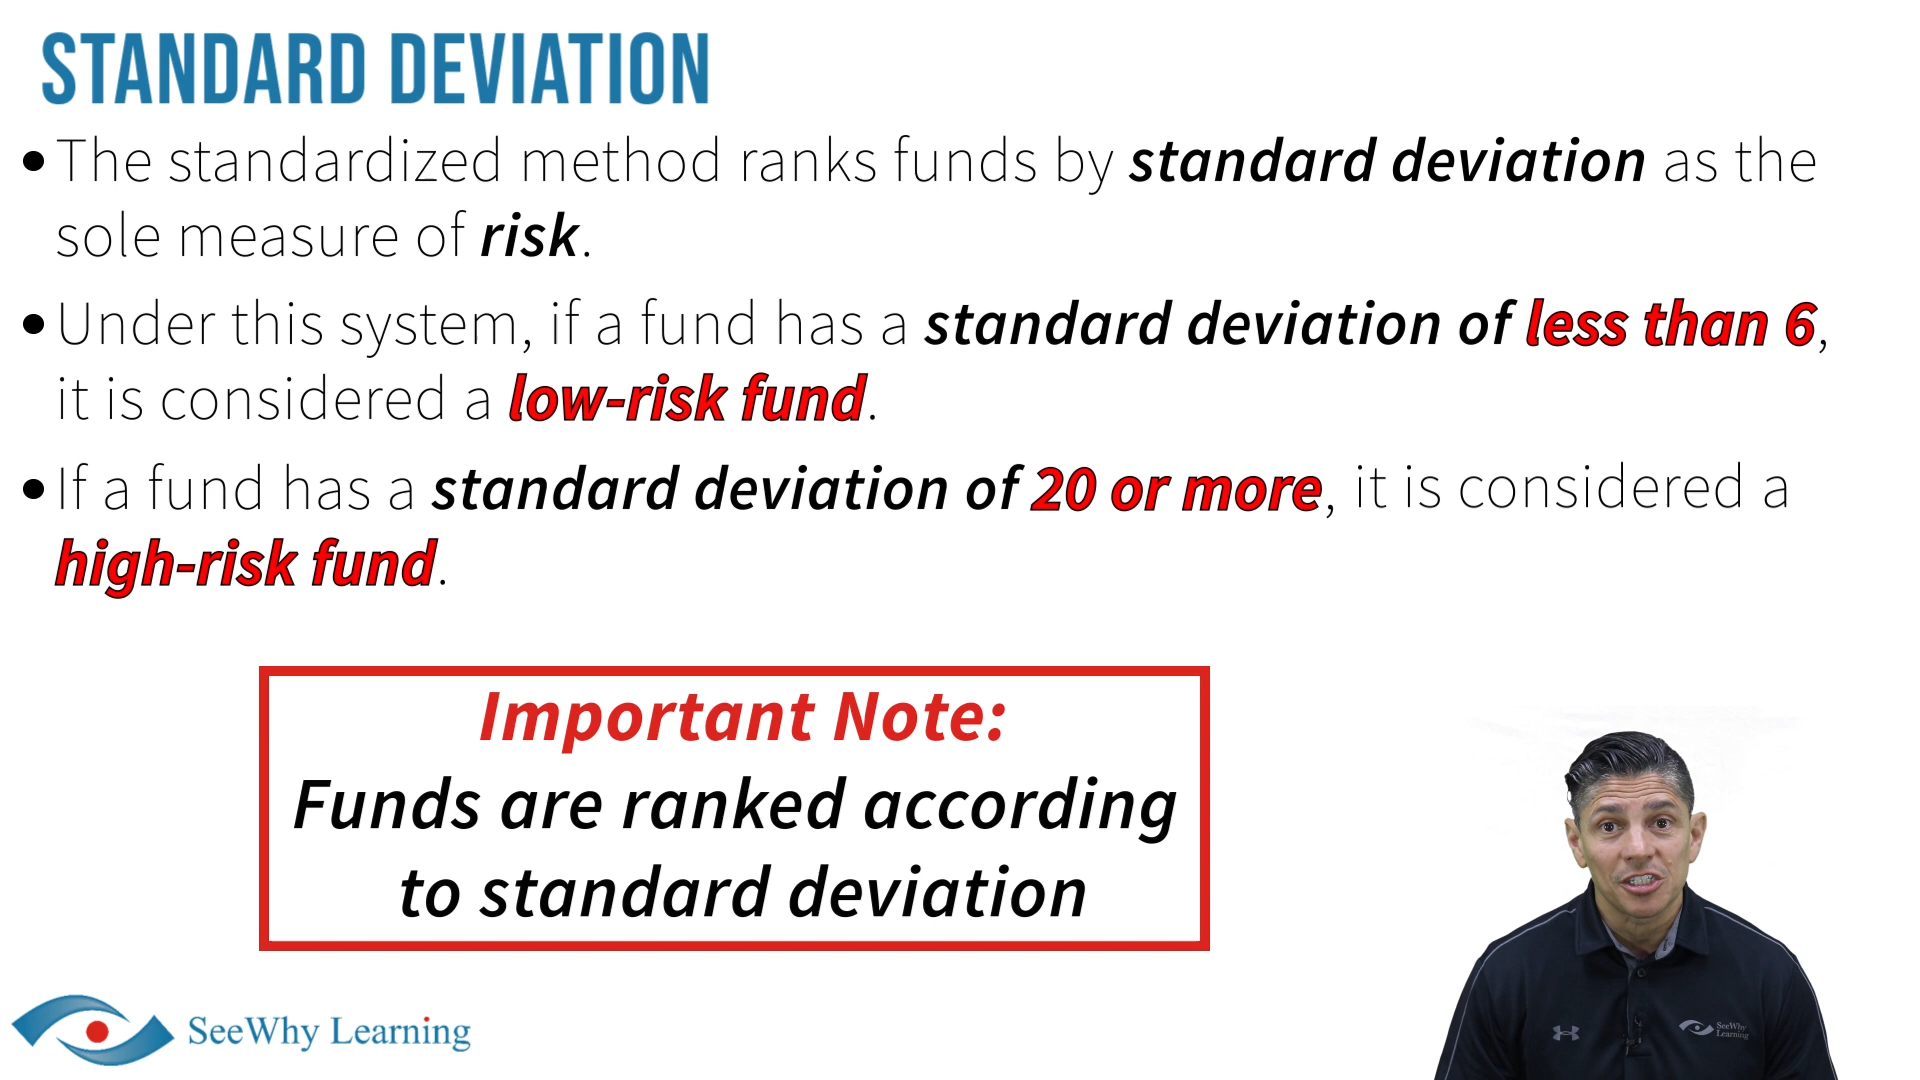 STANDARD DEVIATION
• The standardized method ranks funds by standard deviation as the
sole measure of risk.
• Under this system, if a fund has a standard deviation of less than 6,
it is considered a low-risk fund.
• If a fund has a standard deviation of 20 or more, it is considered a
high-risk fund.
Important Note:
Funds are ranked according
to standard deviation
SeeWhy Learning
SeeWhy
Learning